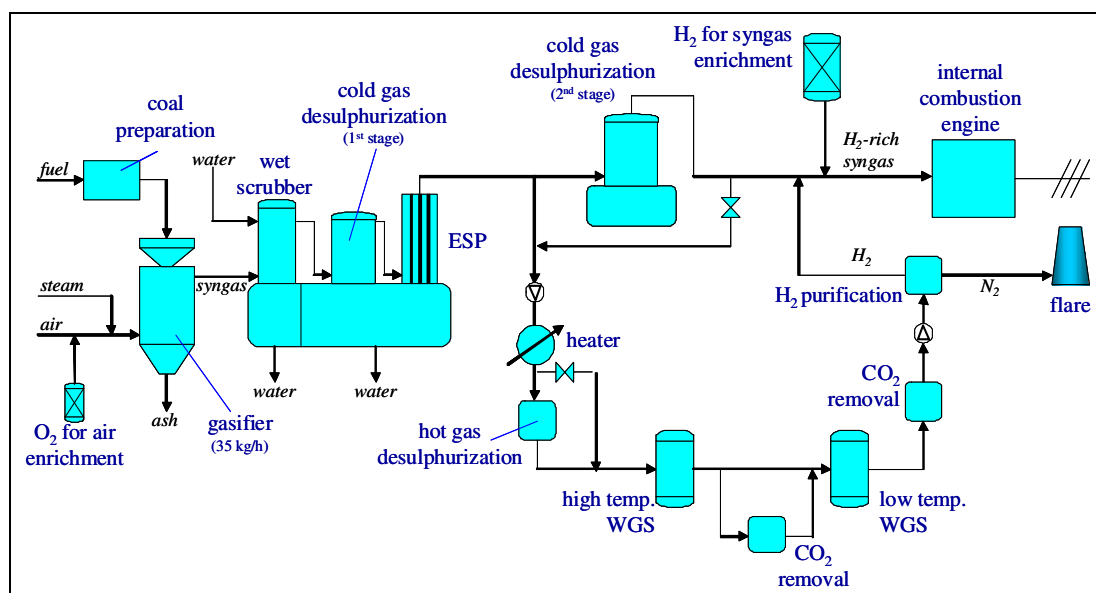 H₂ for syngas
enrichment
cold gas
desulphurization
(2nd stage)
internal
combustion
engine
cold gas
desulphurization
(1st stage)
coal
preparation
H₂-rich
syngas
fuel
water
wet
scrubber
ESP
steam
syngas
air
H₂
H₂ purification
N₂
flare
heater
water
water
ash
gasifier
(35 kg/h)
O₂ for air
enrichment
CO₂
removal
hot gas
desulphurization
high temp.
WGS
low temp.
WGS
CO₂
removal